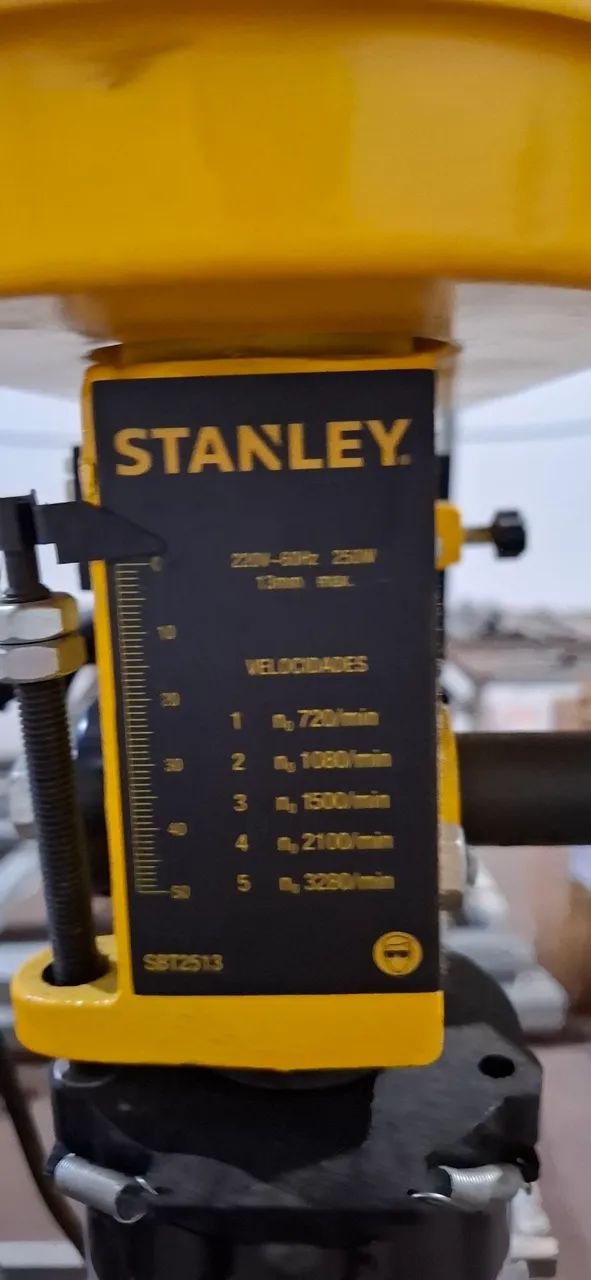 STANLEY
220V-60Hz 250W
13mm max.
0
10
20
30
40
50
VELOCIDADES
1 n₀ 720/min
2 n₀ 1080/min
3 n₀ 1500/min
4 n₀ 2100/min
5 n₀ 3280/min
SBT2513